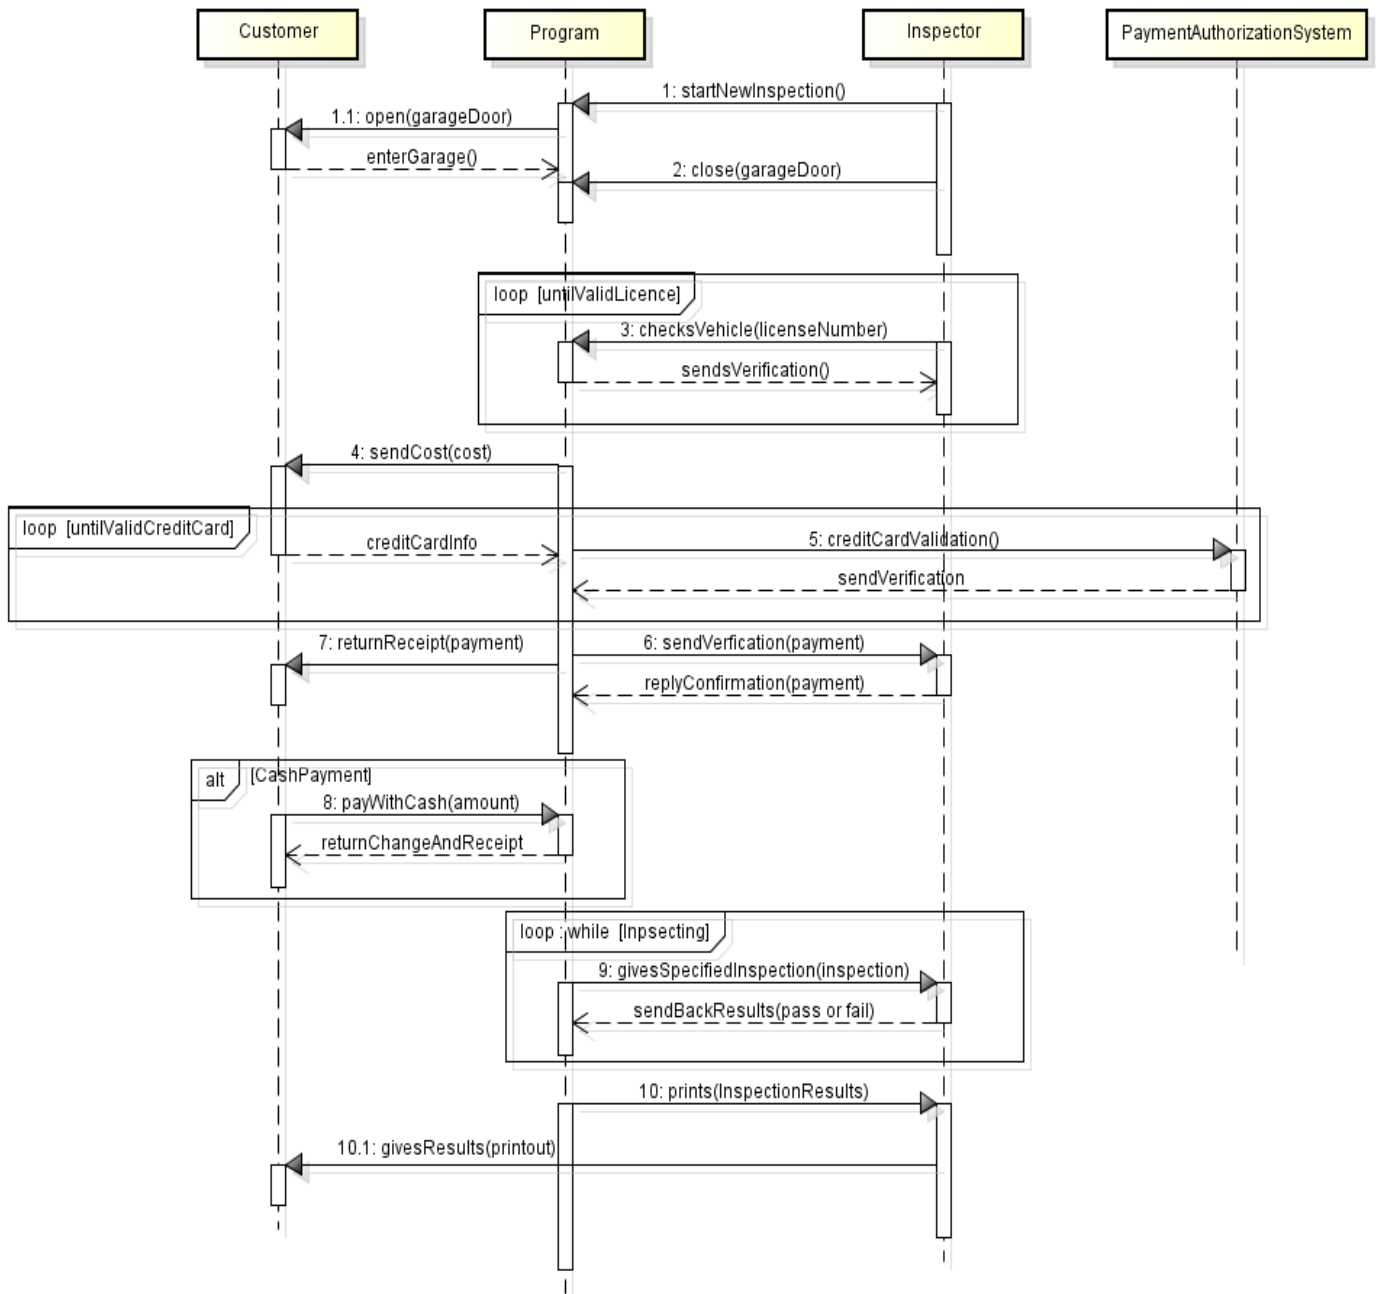 Customer
Program
Inspector
PaymentAuthorizationSystem
1: startNewInspection()
1.1: open(garageDoor)
enterGarage()
2: close(garageDoor)
loop [untilValidLicence]
3: checksVehicle(licenseNumber)
sendsVerification()
4: sendCost(cost)
loop [untilValidCreditCard]
creditCardInfo
5: creditCardValidation()
sendVerification
7: returnReceipt(payment)
6: sendVerfication(payment)
replyConfirmation(payment)
alt [CashPayment]
8: payWithCash(amount)
returnChangeAndReceipt
loop : while [Inpsecting]
9: givesSpecifiedInspection(inspection)
sendBackResults(pass or fail)
10: prints(InspectionResults)
10.1: givesResults(printout)